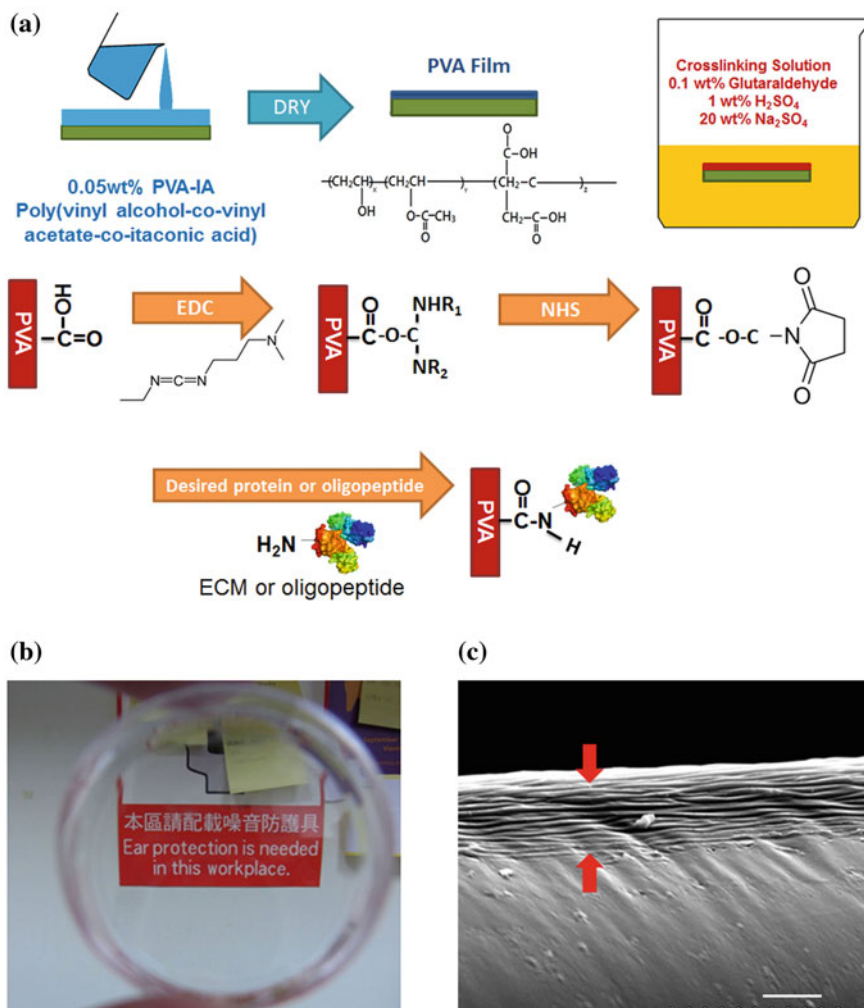 (a)
DRY
PVA Film
Crosslinking Solution
0.1 wt% Glutaraldehyde
1 wt% H₂SO₄
20 wt% Na₂SO₄
0.05wt% PVA-IA
Poly(vinyl alcohol-co-vinyl
acetate-co-itaconic acid)
O
C-OH
(CH₂CH)x (CH₂CH)Y (CH₂-C)z
OH
O-C-CH₃
O
CH₂C-OH
O
PVA
HO
-C=O
EDC
N=C=N
N
PVA
O
C-O-C
NHR₁
NR₂
NHS
PVA
O
C -O-C
N
O
O
Desired protein or oligopeptide
H₂N
ECM or oligopeptide
PVA
O
-C-N
H
(b)
本區請配載噪音防護具
Ear protection is needed
in this workplace.
(c)